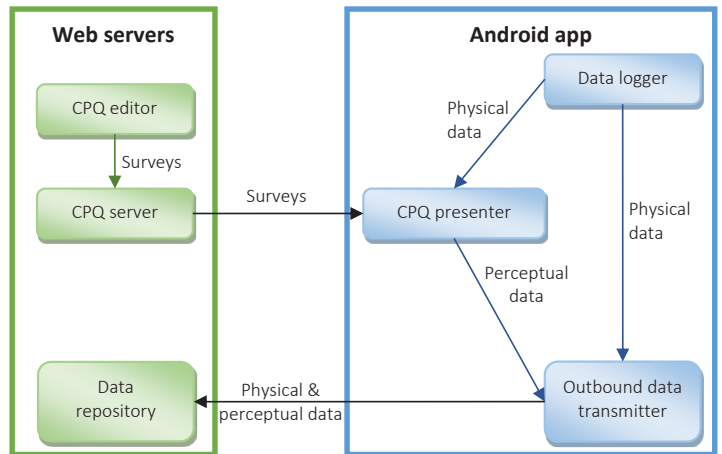 Web servers
CPQ editor
Surveys
CPQ server
Data
repository
Surveys
Physical &
perceptual data
Android app
Data logger
Physical
data
CPQ presenter
Physical
data
Perceptual
data
Outbound data
transmitter